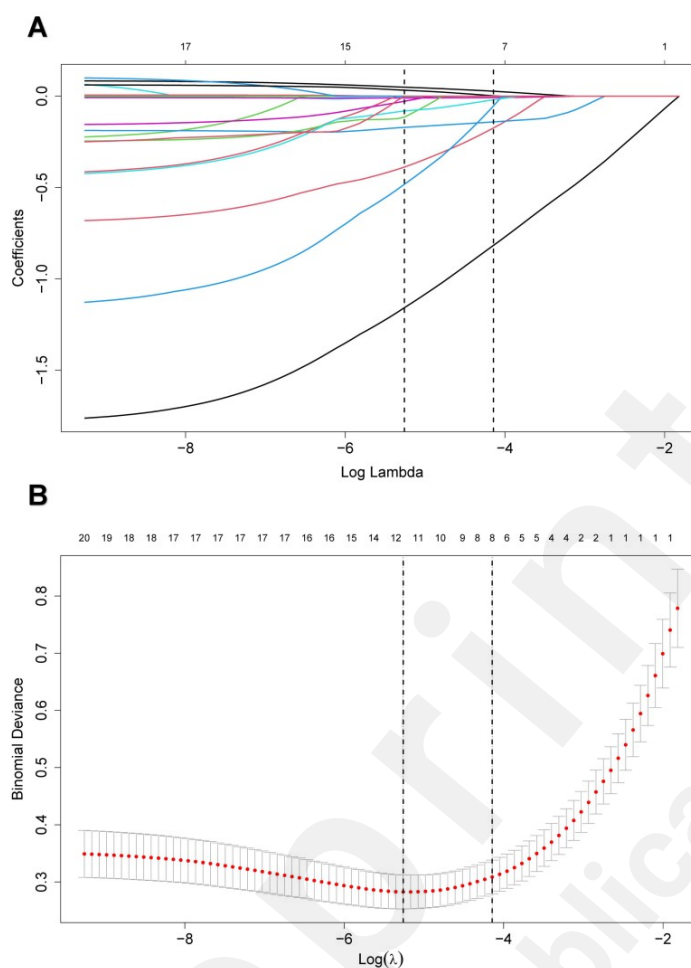 A
17 15 7 1
0.0
−0.5
−1.0
−1.5
Coefficients
−8 −6 −4 −2
Log Lambda
B
20 19 18 18 17 17 17 17 17 17 16 16 15 14 12 11 10 9 8 8 6 5 5 4 4 2 2 1 1 1 1 1
0.8
0.7
0.6
0.5
0.4
0.3
Binomial Deviance
−8 −6 −4 −2
Log(λ)
print
blica